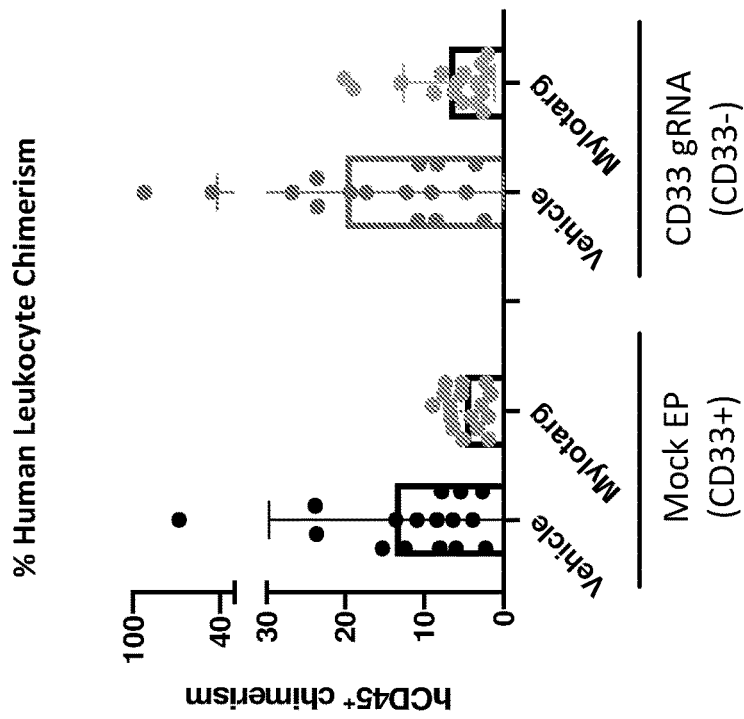 % Human Leukocyte Chimerism
hCD45⁺ chimerism
100
40
30
20
10
0
Vehicle
Mylotarg
Vehicle
Mylotarg
Mock EP
(CD33+)
CD33 gRNA
(CD33-)